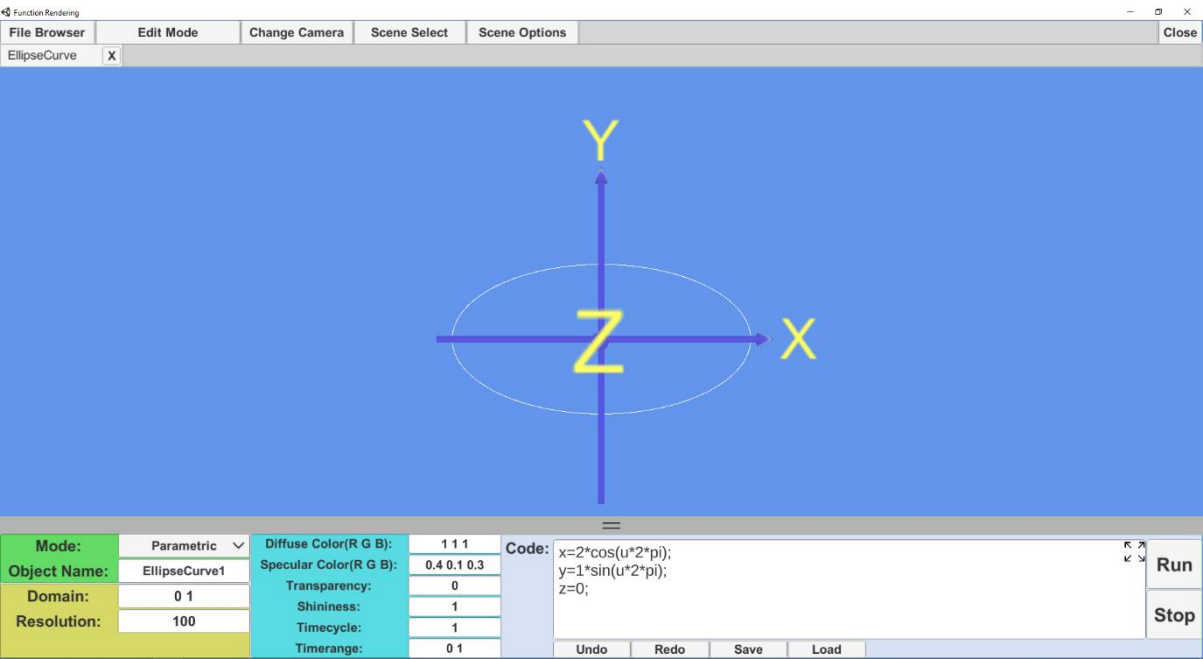 Function Rendering
File Browser Edit Mode Change Camera Scene Select Scene Options Close
EllipseCurve X
Y
Z X
Mode: Parametric
Object Name: EllipseCurve1
Domain: 0 1
Resolution: 100
Diffuse Color(R G B): 1 1 1
Specular Color(R G B): 0.4 0.1 0.3
Transparency: 0
Shininess: 1
Timecycle: 1
Timerange: 0 1
Code:
x=2*cos(u*2*pi);
y=1*sin(u*2*pi);
z=0;
Run
Stop
Undo Redo Save Load